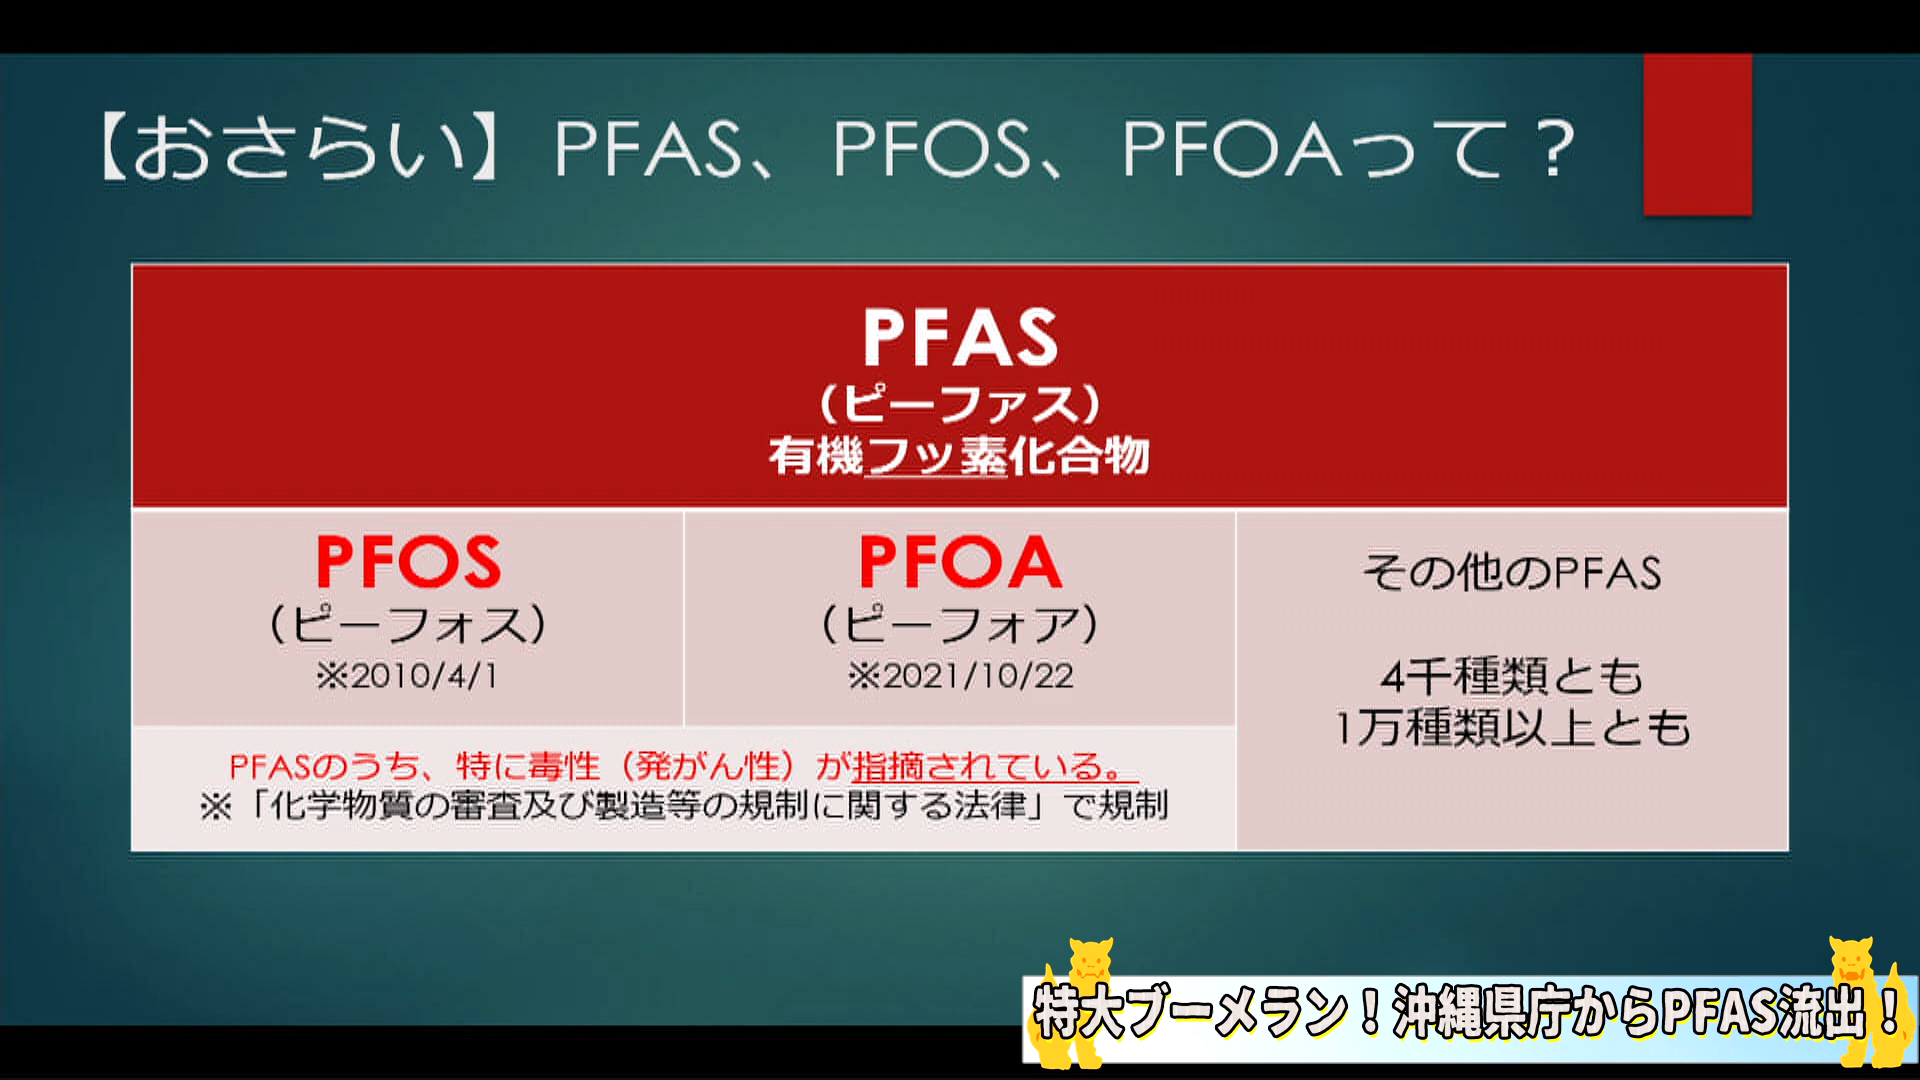 【おさらい】PFAS、PFOS、PFOAって？
PFAS
（ピーファス）
有機フッ素化合物
PFOS
（ピーフォス）
※2010/4/1
PFOA
（ピーフォア）
※2021/10/22
その他のPFAS
4千種類とも
1万種類以上とも
PFASのうち、特に毒性（発がん性）が指摘されている。
※「化学物質の審査及び製造等の規制に関する法律」で規制
特大ブーメラン！沖縄県庁からPFAS流出！